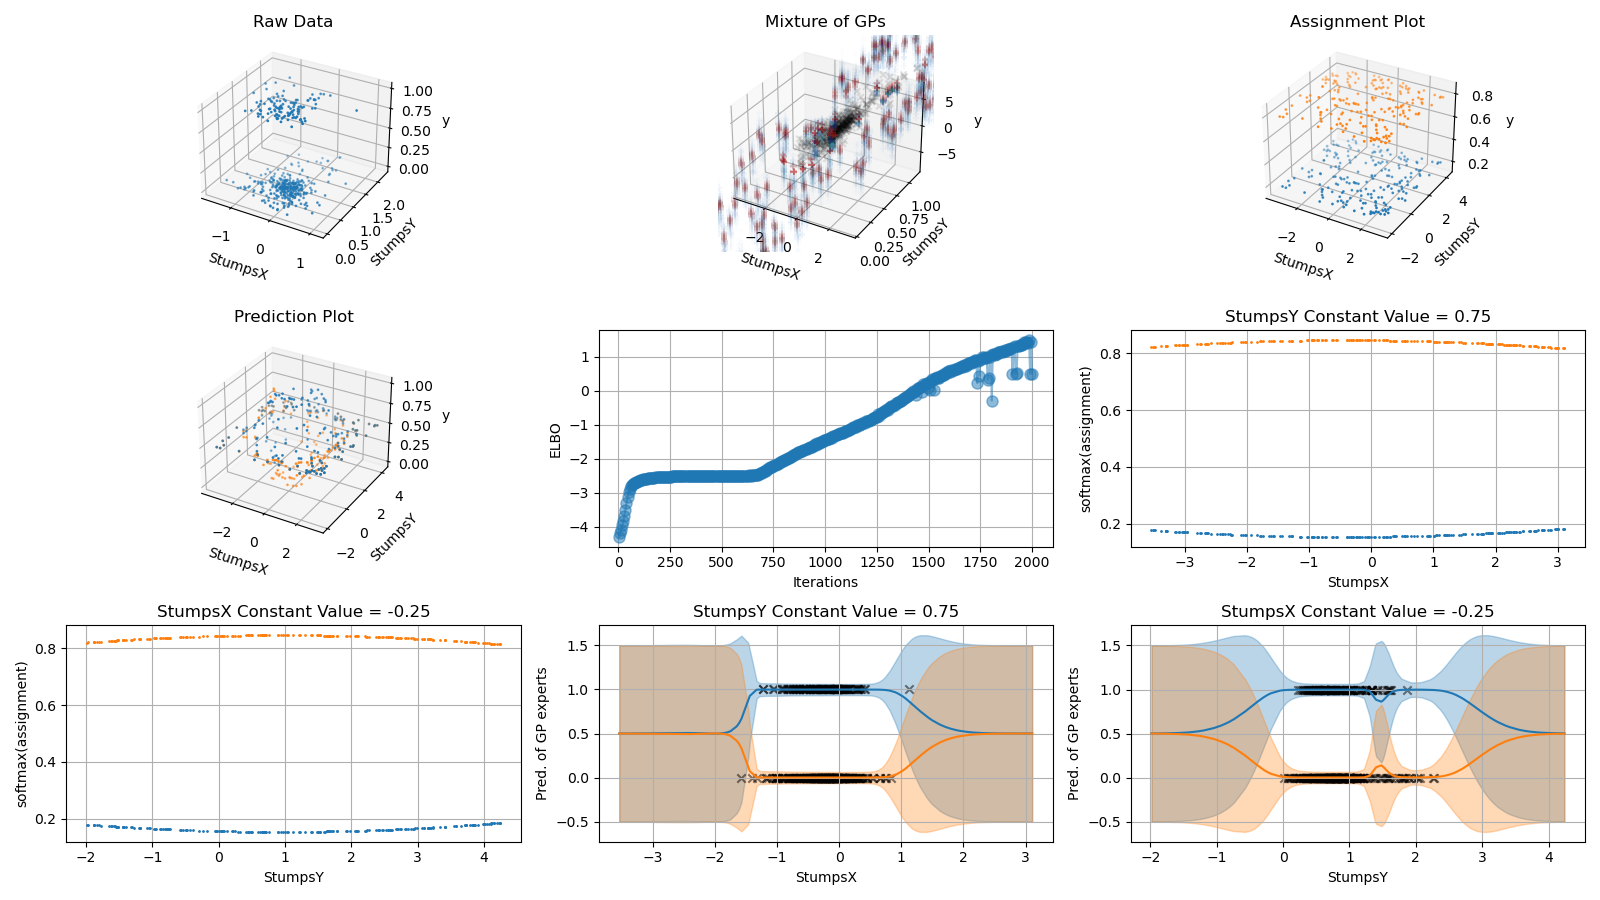 Raw Data
1.00
0.75
0.50
0.25
0.00
y
−1
0
1
0.0
0.5
1.0
1.5
2.0
StumpsX
StumpsY
Mixture of GPs
5
0
−5
y
−2
0
2
0.00
0.25
0.50
0.75
1.00
StumpsX
StumpsY
Assignment Plot
0.8
0.6
0.4
0.2
y
−2
0
2
−2
0
2
4
StumpsX
StumpsY
Prediction Plot
1.00
0.75
0.50
0.25
0.00
y
−2
0
2
−2
0
2
4
StumpsX
StumpsY
1
0
−1
−2
−3
−4
ELBO
0 250 500 750 1000 1250 1500 1750 2000
Iterations
StumpsY Constant Value = 0.75
0.8
0.6
0.4
0.2
softmax(assignment)
−3 −2 −1 0 1 2 3
StumpsX
StumpsX Constant Value = -0.25
0.8
0.6
0.4
0.2
softmax(assignment)
−2 −1 0 1 2 3 4
StumpsY
StumpsY Constant Value = 0.75
1.5
1.0
0.5
0.0
−0.5
Pred. of GP experts
−3 −2 −1 0 1 2 3
StumpsX
StumpsX Constant Value = -0.25
1.5
1.0
0.5
0.0
−0.5
Pred. of GP experts
−2 −1 0 1 2 3 4
StumpsY